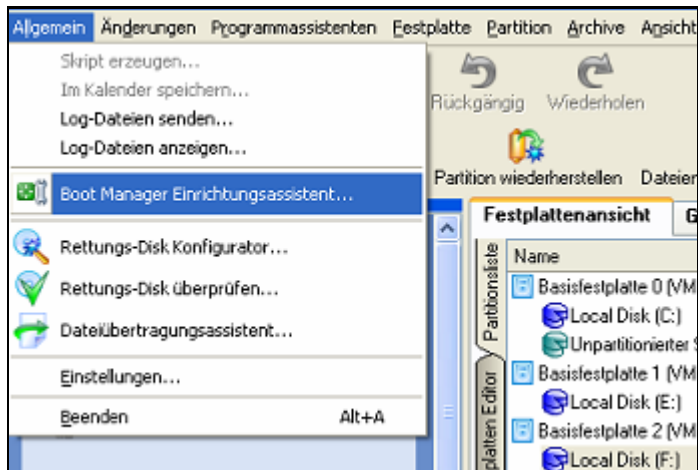 Allgemein Änderungen Programmassistenten Festplatte Partition Archive Ansicht
Skript erzeugen...
Im Kalender speichern...
Log-Dateien senden...
Log-Dateien anzeigen...
Boot Manager Einrichtungsassistent...
Rettungs-Disk Konfigurator...
Rettungs-Disk überprüfen...
Dateiübertragungsassistent...
Einstellungen...
Beenden Alt+A
Rückgängig Wiederholen
Partition wiederherstellen Dateien
Festplattenansicht G
Partitionsliste
platten Editor
Name
Basisfestplatte 0 (VM
Local Disk (C:)
Unpartitionierter S
Basisfestplatte 1 (VM
Local Disk (E:)
Basisfestplatte 2 (VM
Local Disk (F:)